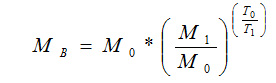 M_B = M_0 * (M_1 / M_0)^(T_0 / T_1)